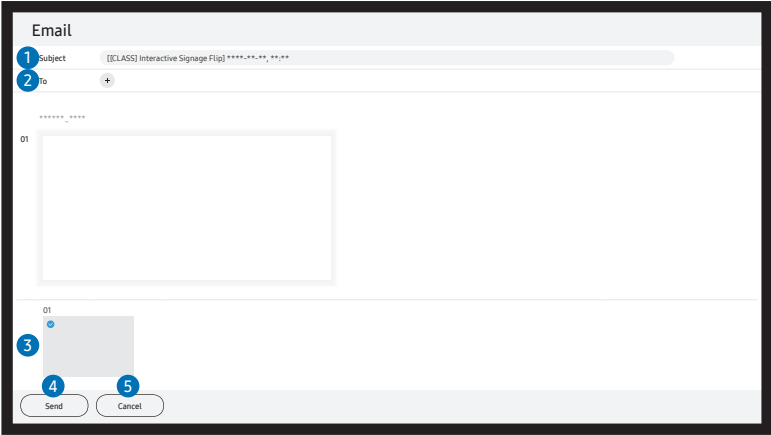 Email
1 Subject [[CLASS] Interactive Signage Flip] ****-**-**, **:**
2 To +
******_****
01
01
3
4 5
Send Cancel